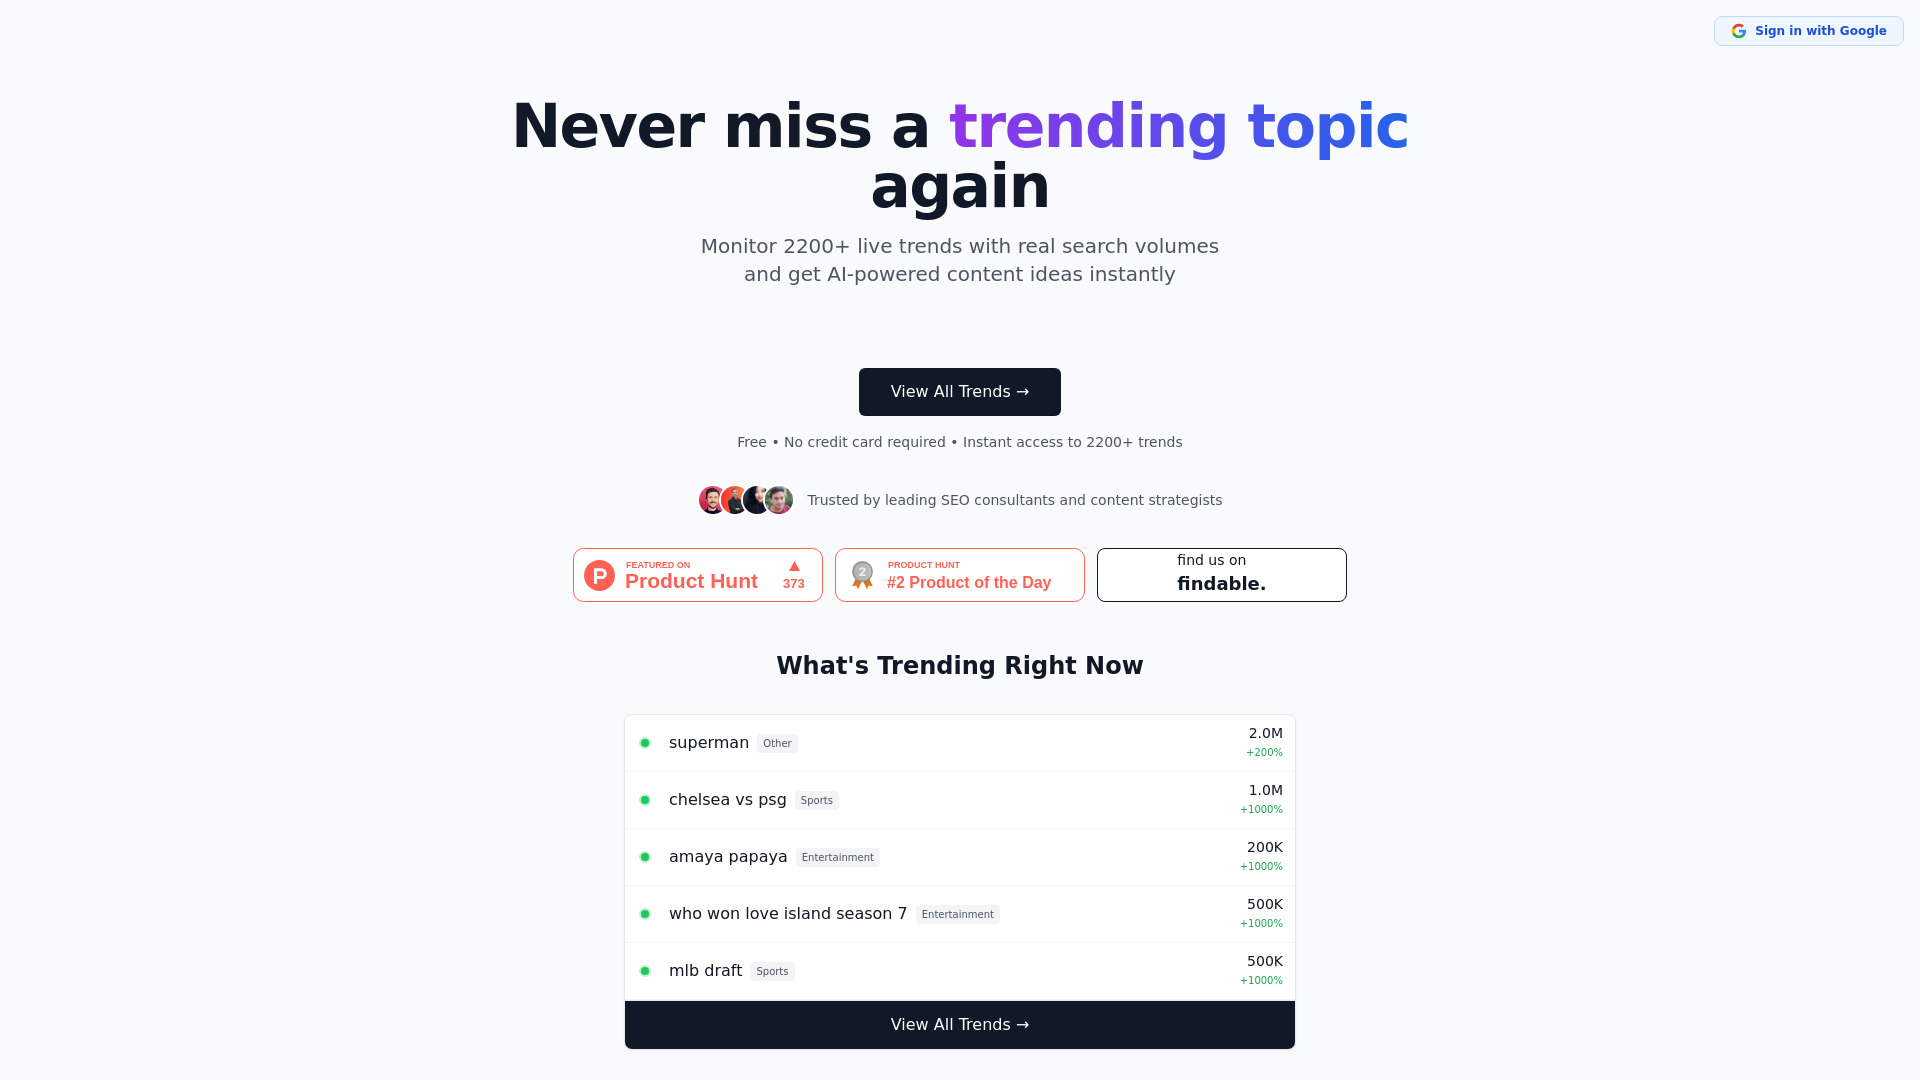 Sign in with Google
Never miss a trending topic
again
Monitor 2200+ live trends with real search volumes
and get AI-powered content ideas instantly
View All Trends →
Free • No credit card required • Instant access to 2200+ trends
Trusted by leading SEO consultants and content strategists
FEATURED ON
Product Hunt
373
2
PRODUCT HUNT
#2 Product of the Day
find us on
findable.
What's Trending Right Now
superman Other 2.0M
+200%
chelsea vs psg Sports 1.0M
+1000%
amaya papaya Entertainment 200K
+1000%
who won love island season 7 Entertainment 500K
+1000%
mlb draft Sports 500K
+1000%
View All Trends →